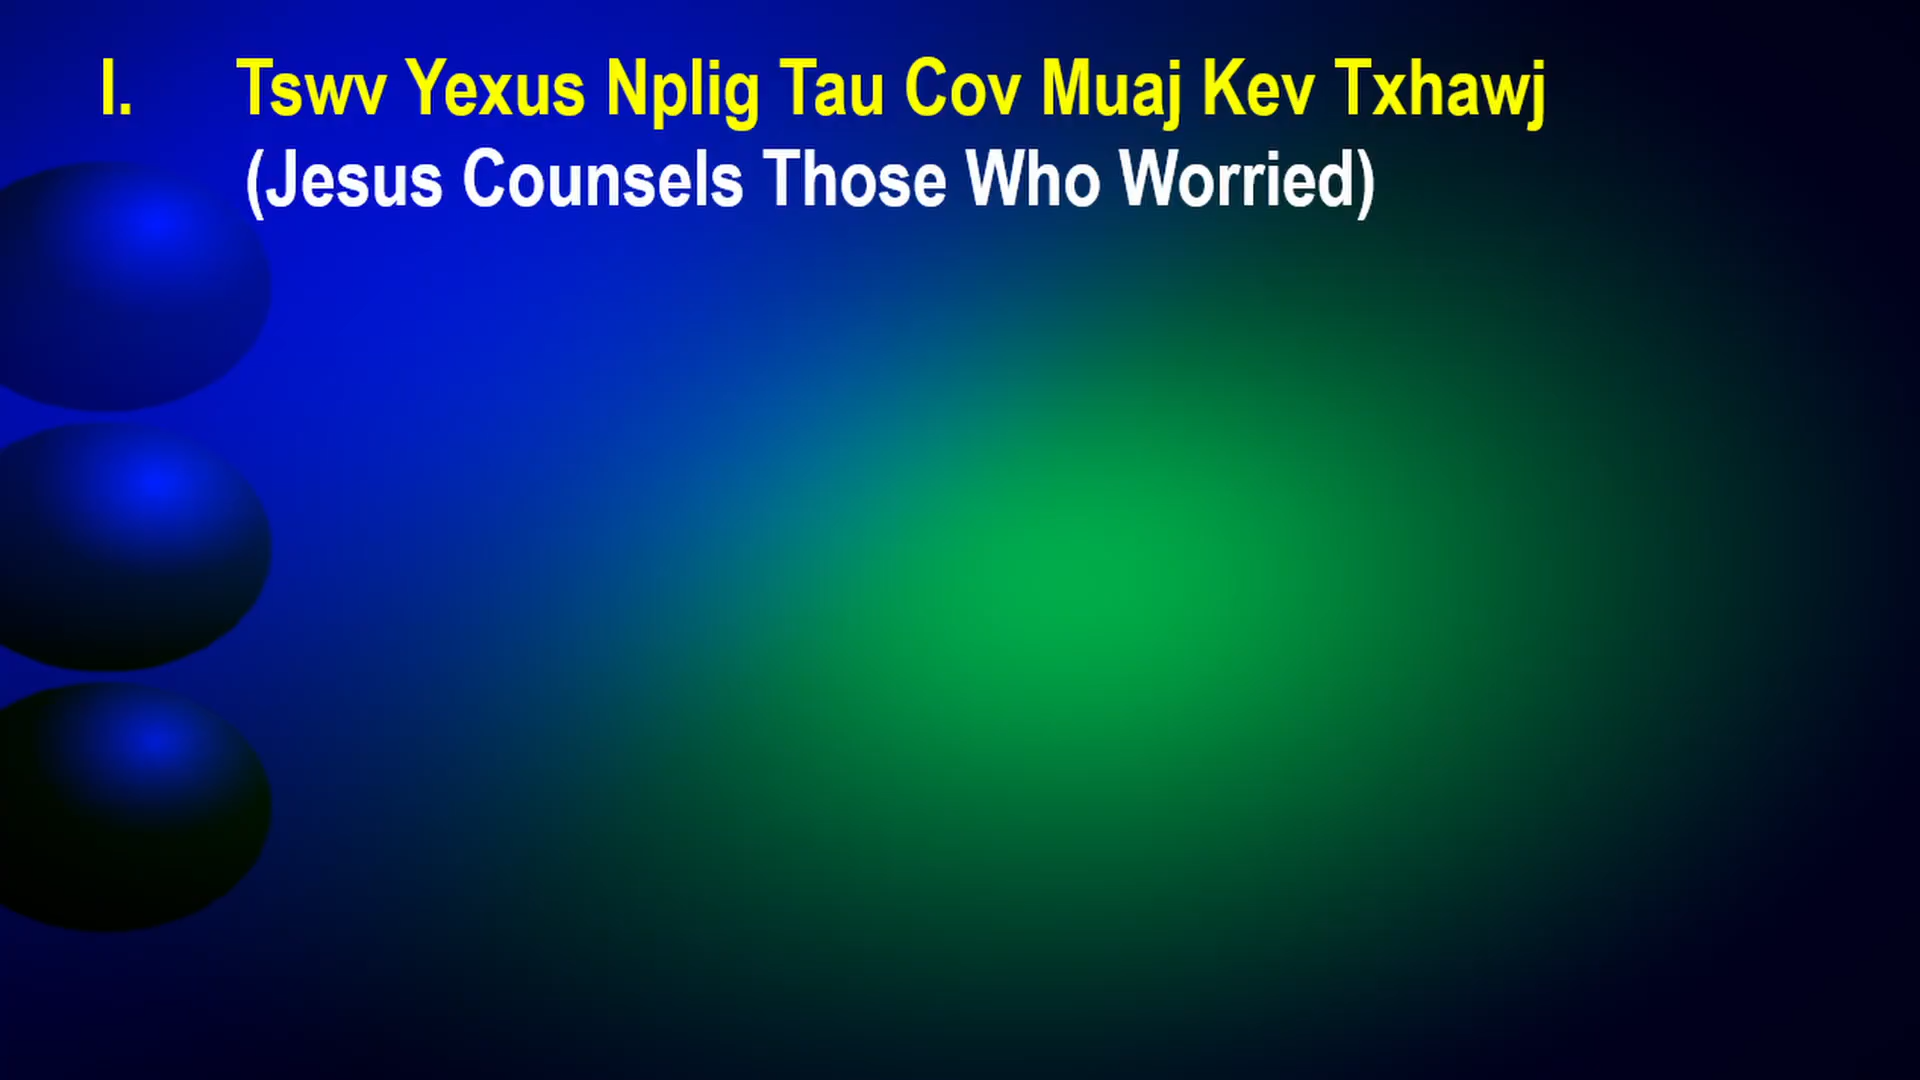 I. Tswv Yexus Nplig Tau Cov Muaj Kev Txhawj
(Jesus Counsels Those Who Worried)